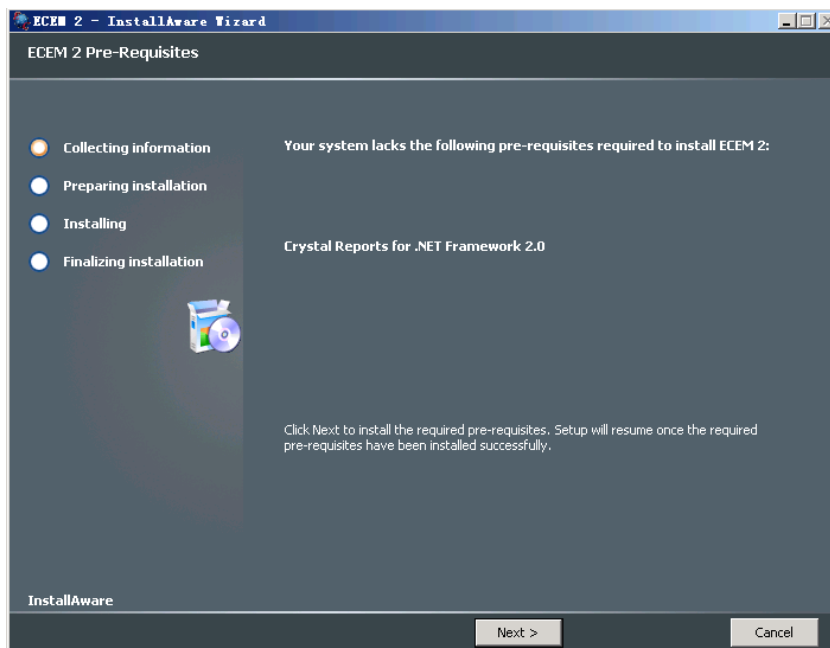 ECEM 2 - InstallAware Wizard
ECEM 2 Pre-Requisites
Collecting information
Preparing installation
Installing
Finalizing installation
Your system lacks the following pre-requisites required to install ECEM 2:
Crystal Reports for .NET Framework 2.0
Click Next to install the required pre-requisites. Setup will resume once the required
pre-requisites have been installed successfully.
InstallAware
Next >
Cancel